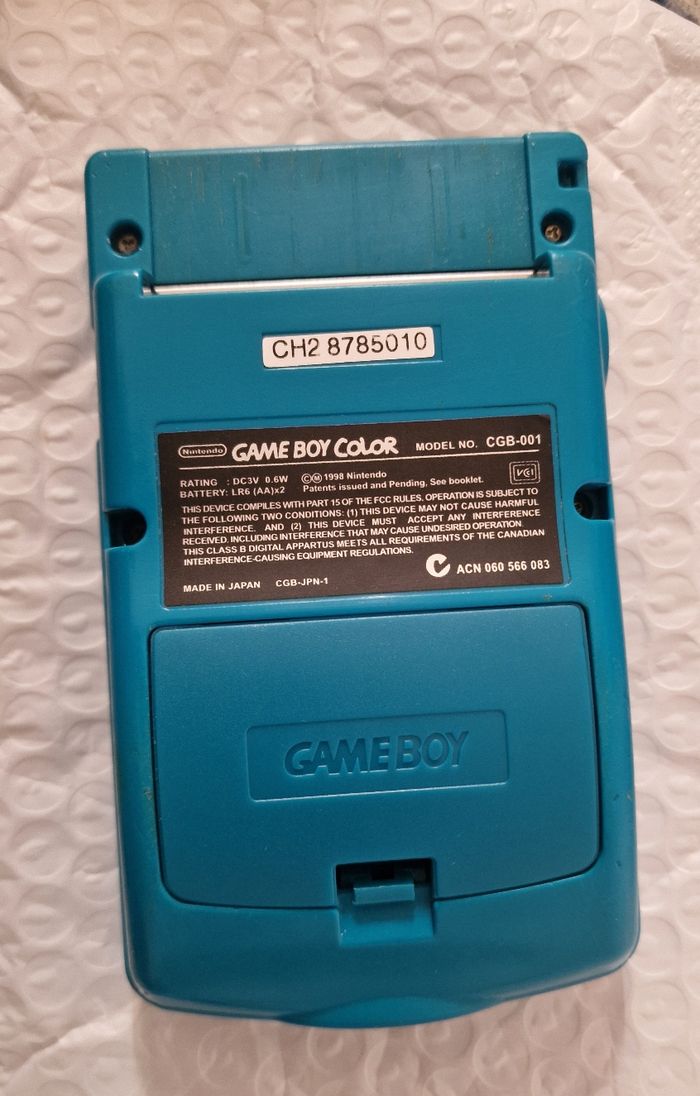 CH2 8785010
Nintendo GAME BOY COLOR MODEL NO. CGB-001
RATING : DC3V 0.6W ©Ⓜ 1998 Nintendo
BATTERY: LR6 (AA)x2 Patents issued and Pending. See booklet.
VCI
THIS DEVICE COMPLIES WITH PART 15 OF THE FCC RULES. OPERATION IS SUBJECT TO
THE FOLLOWING TWO CONDITIONS: (1) THIS DEVICE MAY NOT CAUSE HARMFUL
INTERFERENCE. AND (2) THIS DEVICE MUST ACCEPT ANY INTERFERENCE
RECEIVED. INCLUDING INTERFERENCE THAT MAY CAUSE UNDESIRED OPERATION.
THIS CLASS B DIGITAL APPARTUS MEETS ALL REQUIREMENTS OF THE CANADIAN
INTERFERENCE-CAUSING EQUIPMENT REGULATIONS.
ACN 060 566 083
MADE IN JAPAN CGB-JPN-1
GAME BOY